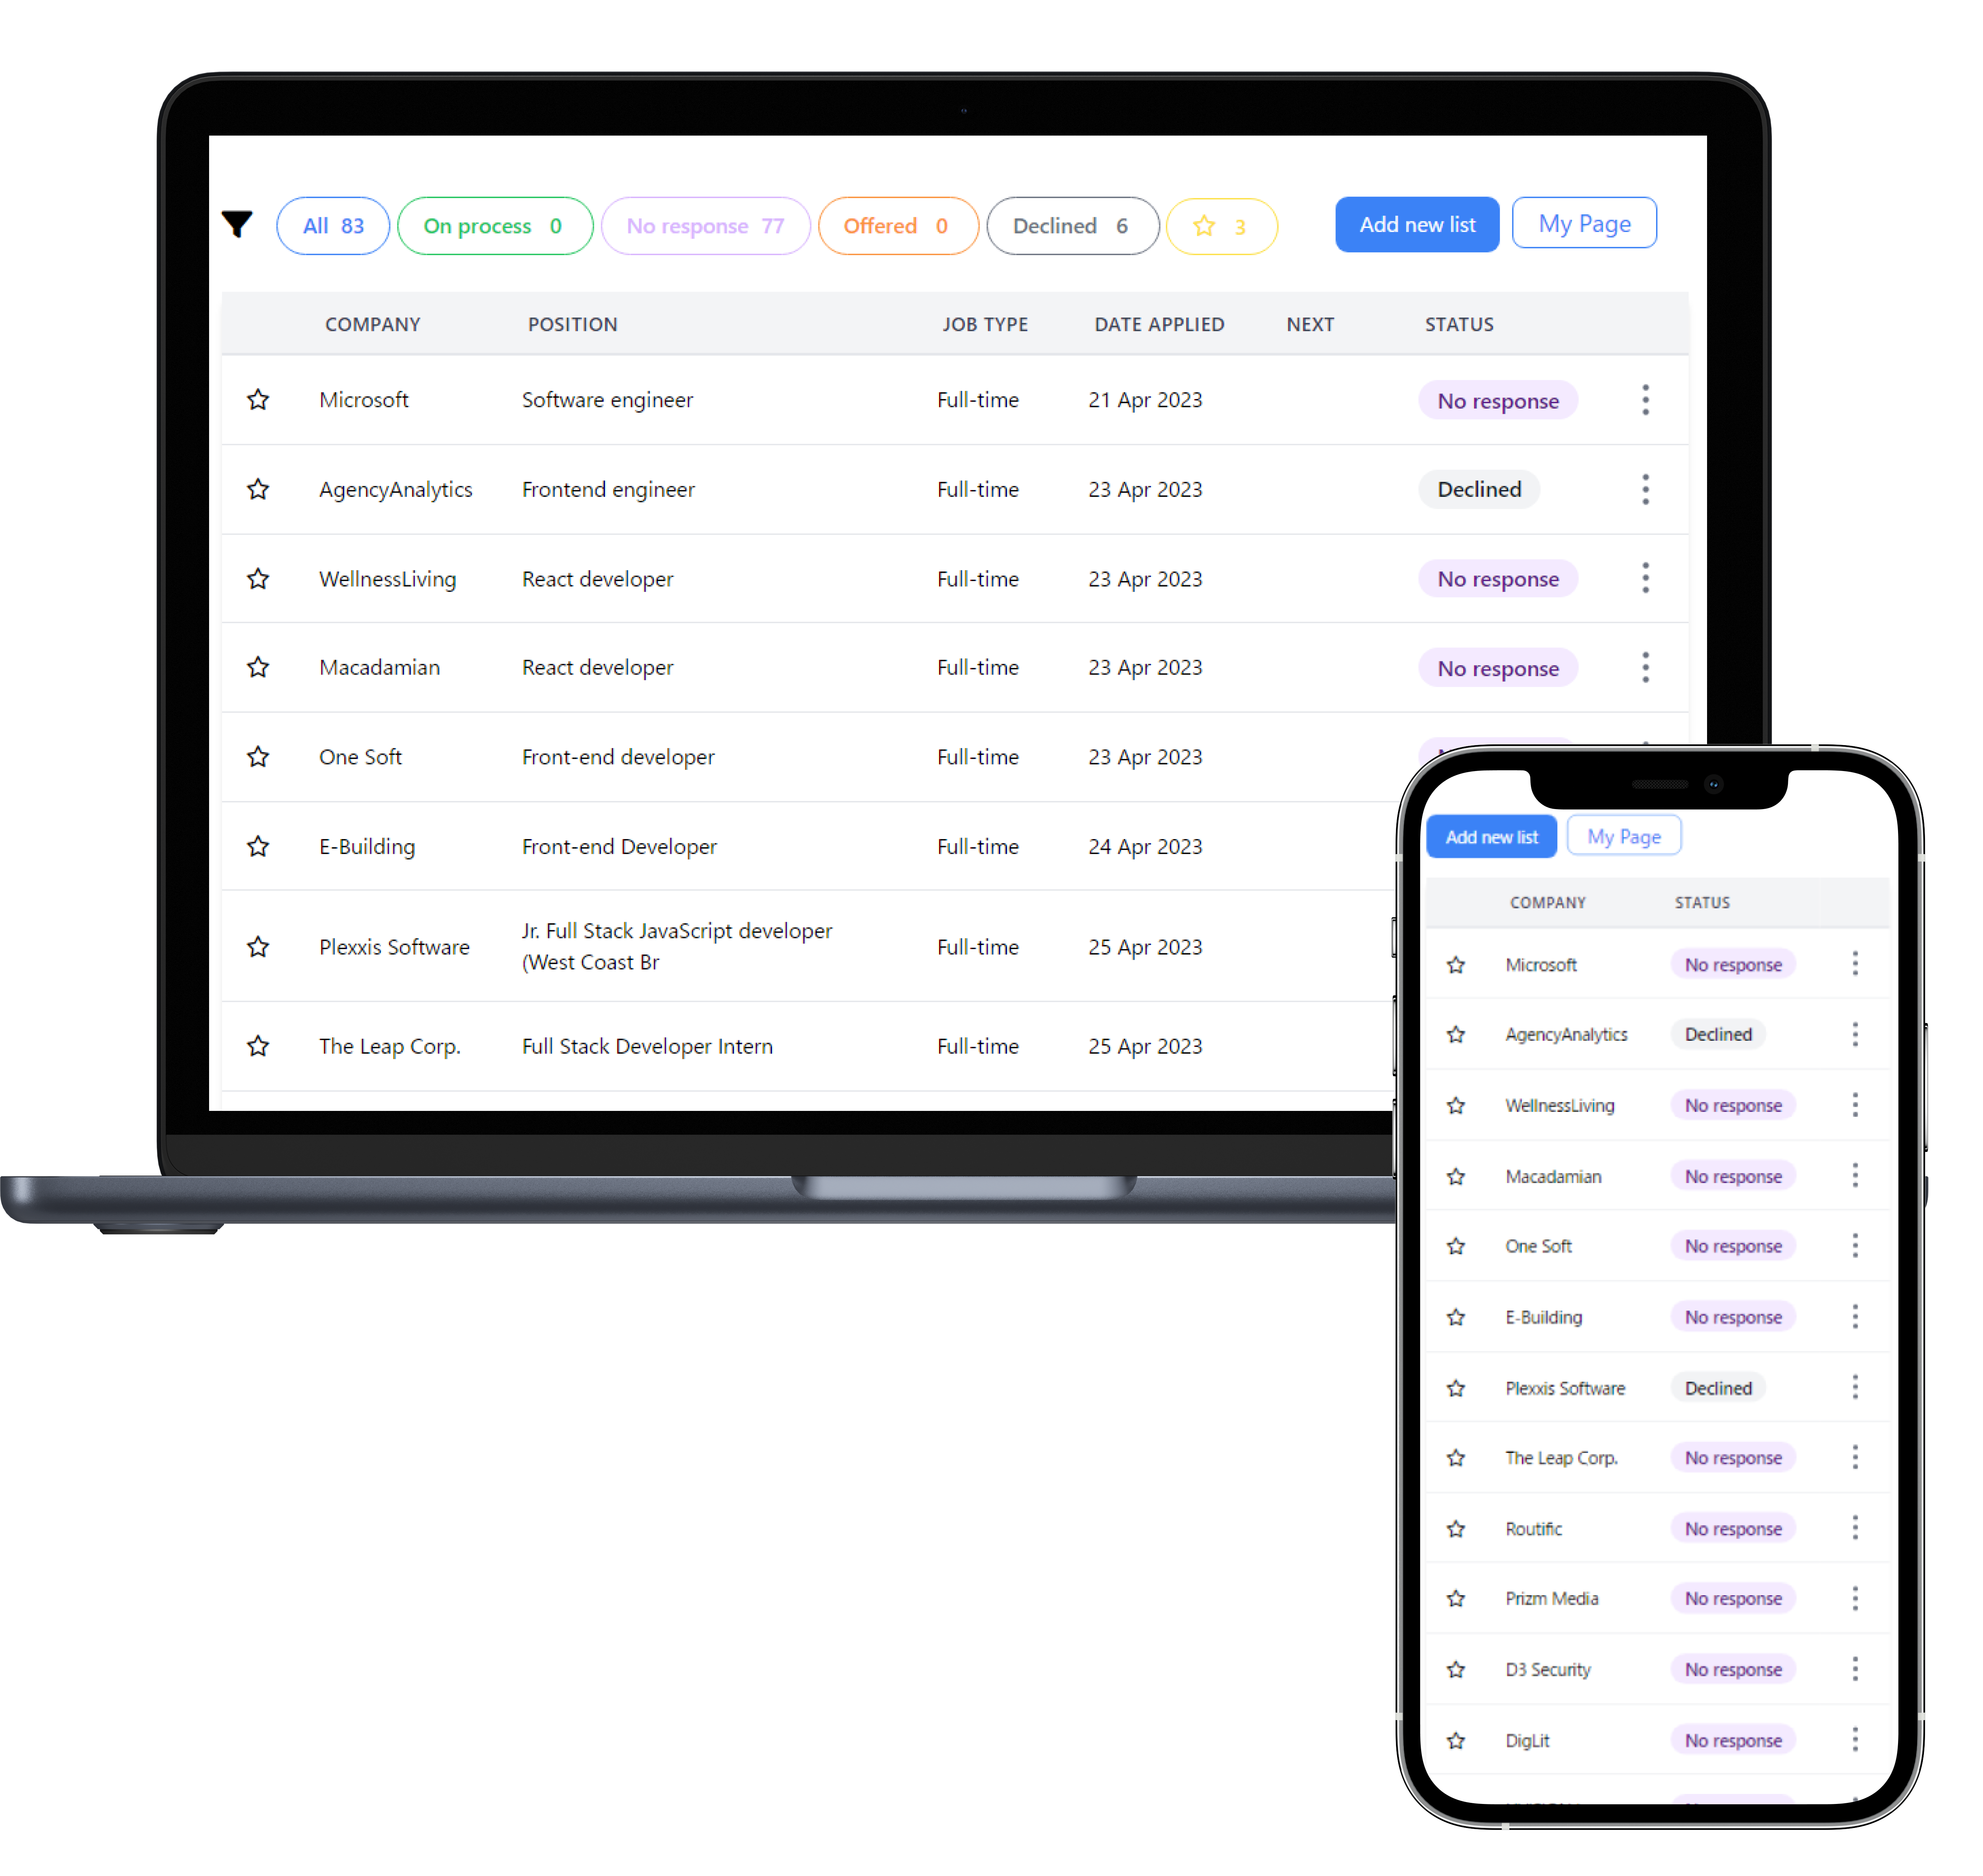 All 83 On process 0 No response 77 Offered 0 Declined 6 3 Add new list My Page
COMPANY POSITION JOB TYPE DATE APPLIED NEXT STATUS
Microsoft Software engineer Full-time 21 Apr 2023 No response
AgencyAnalytics Frontend engineer Full-time 23 Apr 2023 Declined
WellnessLiving React developer Full-time 23 Apr 2023 No response
Macadamian React developer Full-time 23 Apr 2023 No response
One Soft Front-end developer Full-time 23 Apr 2023
E-Building Front-end Developer Full-time 24 Apr 2023
Plexxis Software Jr. Full Stack JavaScript developer Full-time 25 Apr 2023
(West Coast Br
The Leap Corp. Full Stack Developer Intern Full-time 25 Apr 2023
Add new list My Page
COMPANY STATUS
Microsoft No response
AgencyAnalytics Declined
WellnessLiving No response
Macadamian No response
One Soft No response
E-Building No response
Plexxis Software Declined
The Leap Corp. No response
Routific No response
Prizm Media No response
D3 Security No response
DigLit No response